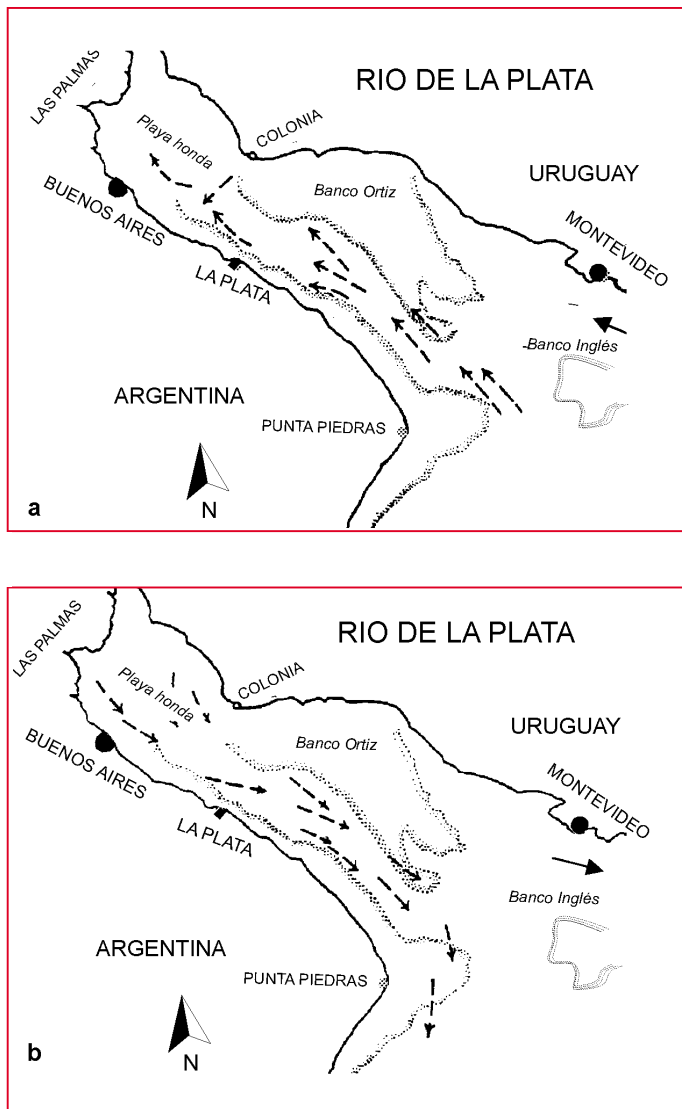 RIO DE LA PLATA
LAS PALMAS
Playa honda
COLONIA
URUGUAY
Banco Ortiz
BUENOS AIRES
MONTEVIDEO
LA PLATA
Banco Inglés
ARGENTINA
PUNTA PIEDRAS
N
a
RIO DE LA PLATA
LAS PALMAS
Playa honda
COLONIA
URUGUAY
Banco Ortiz
BUENOS AIRES
MONTEVIDEO
LA PLATA
Banco Inglés
ARGENTINA
PUNTA PIEDRAS
N
b